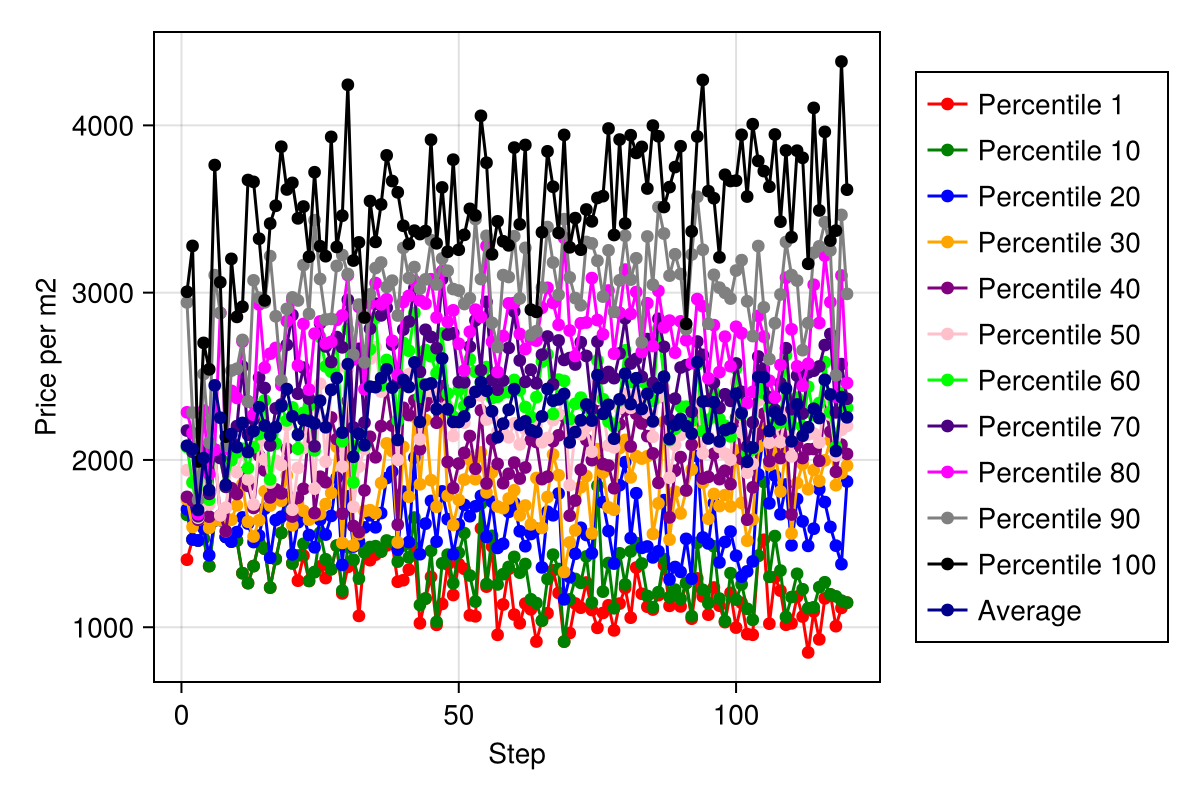 4000
3000
2000
1000
Price per m2
0
50
100
Step
Percentile 1
Percentile 10
Percentile 20
Percentile 30
Percentile 40
Percentile 50
Percentile 60
Percentile 70
Percentile 80
Percentile 90
Percentile 100
Average